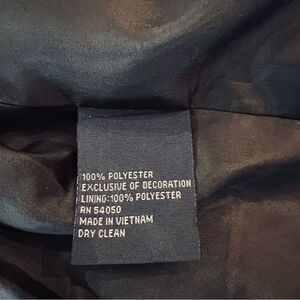 100% POLYESTER
EXCLUSIVE OF DECORATION
LINING:100% POLYESTER
RN 54050
MADE IN VIETNAM
DRY CLEAN